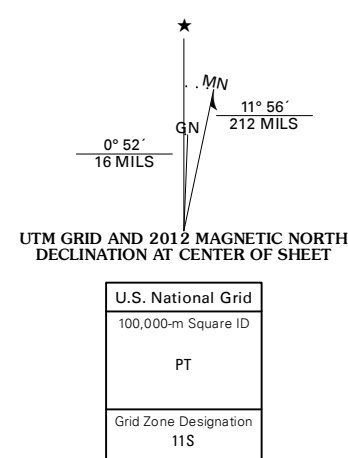 ★
MN
GN
11° 56´
212 MILS
0° 52´
16 MILS
UTM GRID AND 2012 MAGNETIC NORTH
DECLINATION AT CENTER OF SHEET
U.S. National Grid
100,000-m Square ID
PT
Grid Zone Designation
11S